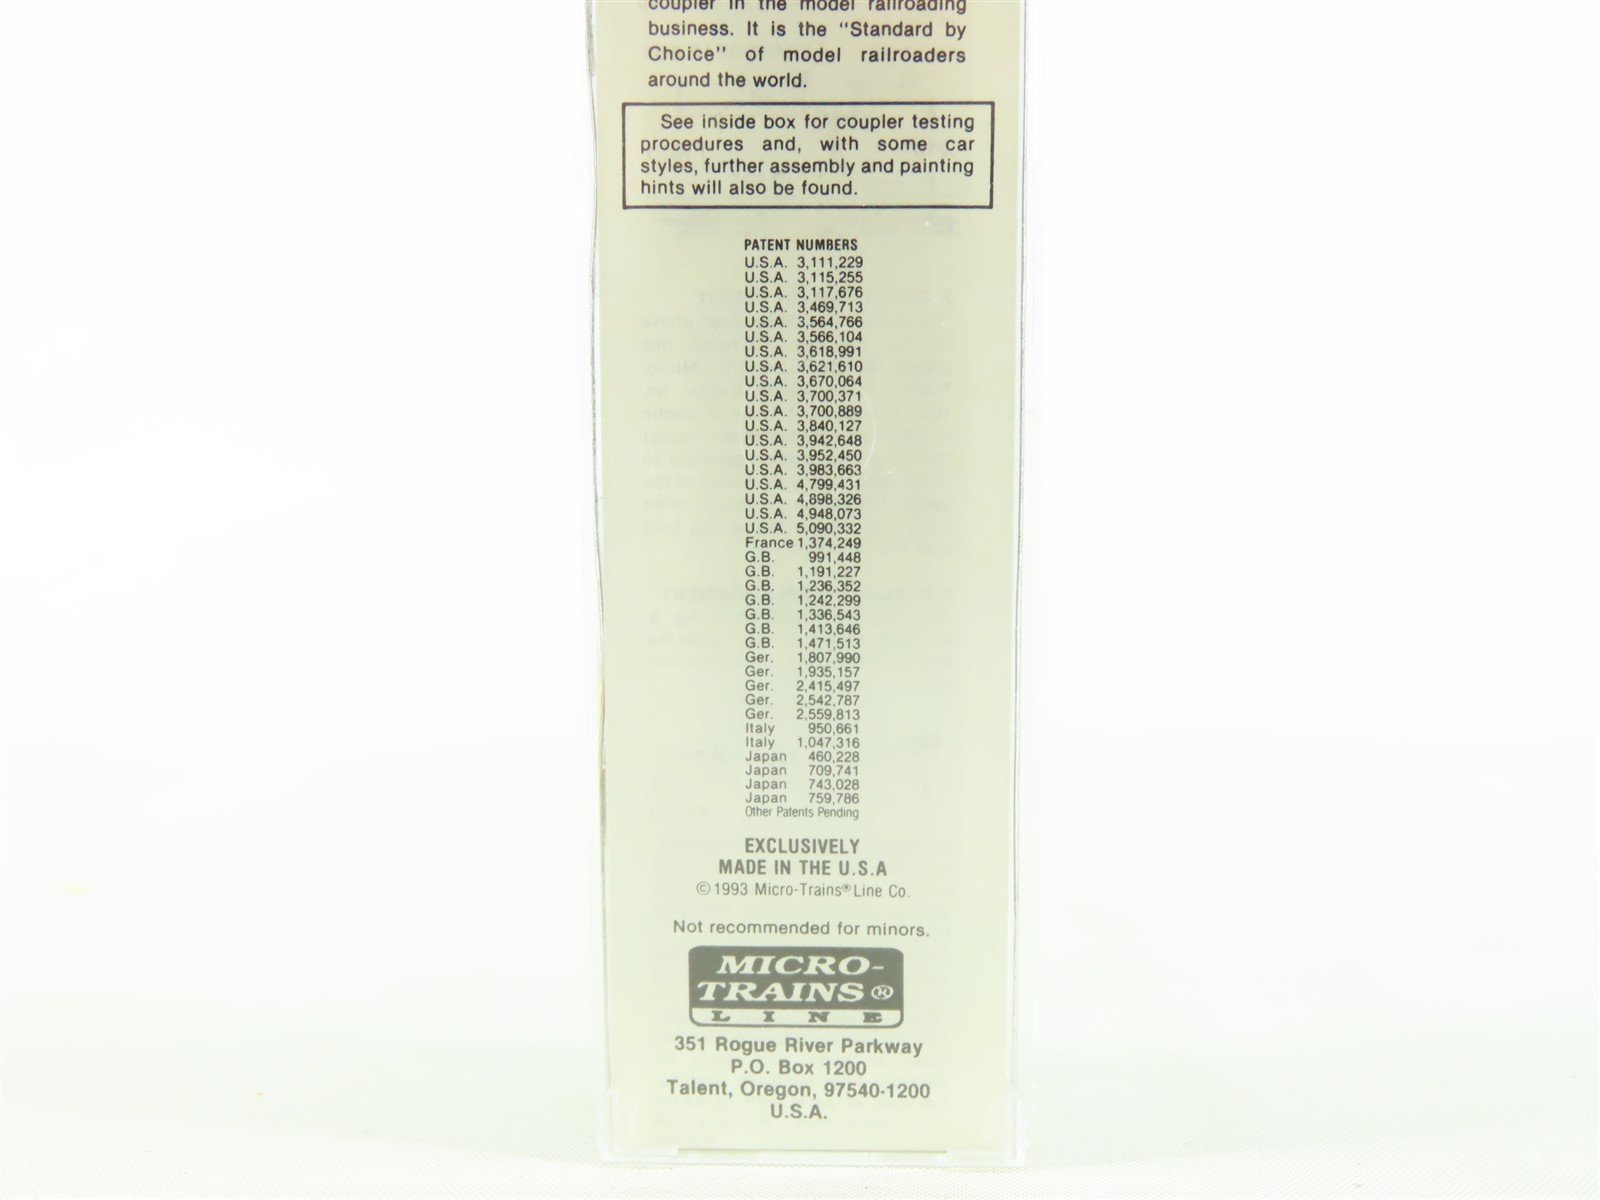 coupler in the model railroading
business. It is the "Standard by
Choice" of model railroaders
around the world.
See inside box for coupler testing
procedures and, with some car
styles, further assembly and painting
hints will also be found.
PATENT NUMBERS
U.S.A. 3,111,229
U.S.A. 3,115,255
U.S.A. 3,117,676
U.S.A. 3,469,713
U.S.A. 3,564,766
U.S.A. 3,566,104
U.S.A. 3,618,991
U.S.A. 3,621,610
U.S.A. 3,670,064
U.S.A. 3,700,371
U.S.A. 3,700,889
U.S.A. 3,840,127
U.S.A. 3,942,648
U.S.A. 3,952,450
U.S.A. 3,983,663
U.S.A. 4,799,431
U.S.A. 4,898,326
U.S.A. 4,948,073
U.S.A. 5,090,332
France 1,374,249
G.B. 991,448
G.B. 1,191,227
G.B. 1,236,352
G.B. 1,242,299
G.B. 1,336,543
G.B. 1,413,646
G.B. 1,471,513
Ger. 1,807,990
Ger. 1,935,157
Ger. 2,415,497
Ger. 2,542,787
Ger. 2,559,813
Italy 950,661
Italy 1,047,316
Japan 460,228
Japan 709,741
Japan 743,028
Japan 759,786
Other Patents Pending
EXCLUSIVELY
MADE IN THE U.S.A
©1993 Micro-Trains® Line Co.
Not recommended for minors.
MICRO-
TRAINS®
LINE
351 Rogue River Parkway
P.O. Box 1200
Talent, Oregon, 97540-1200
U.S.A.